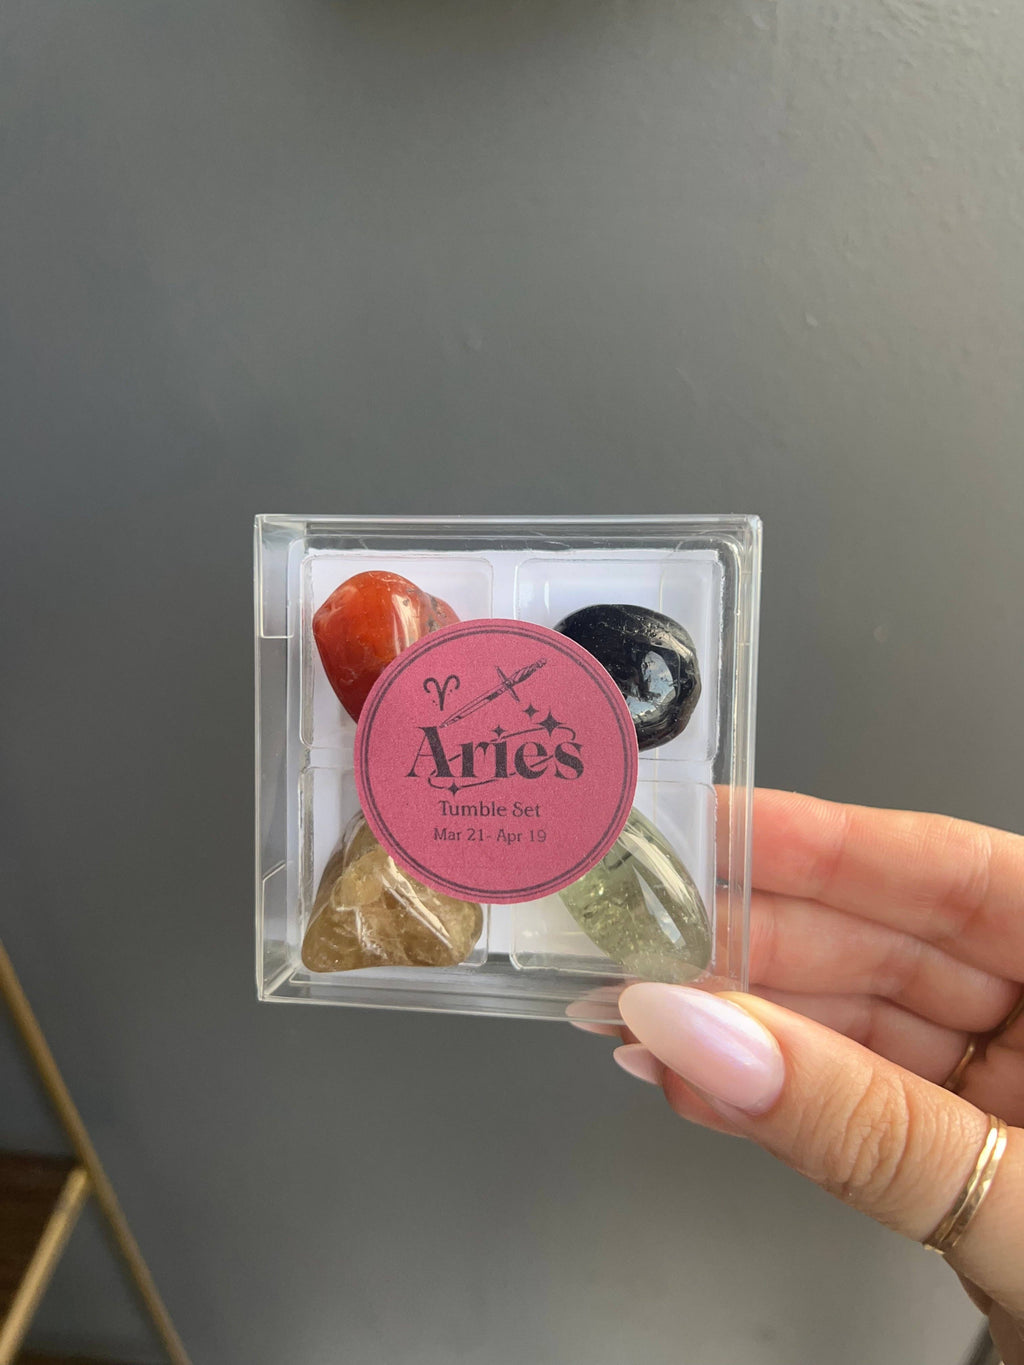 Aries
Tumble Set
Mar 21- Apr 19